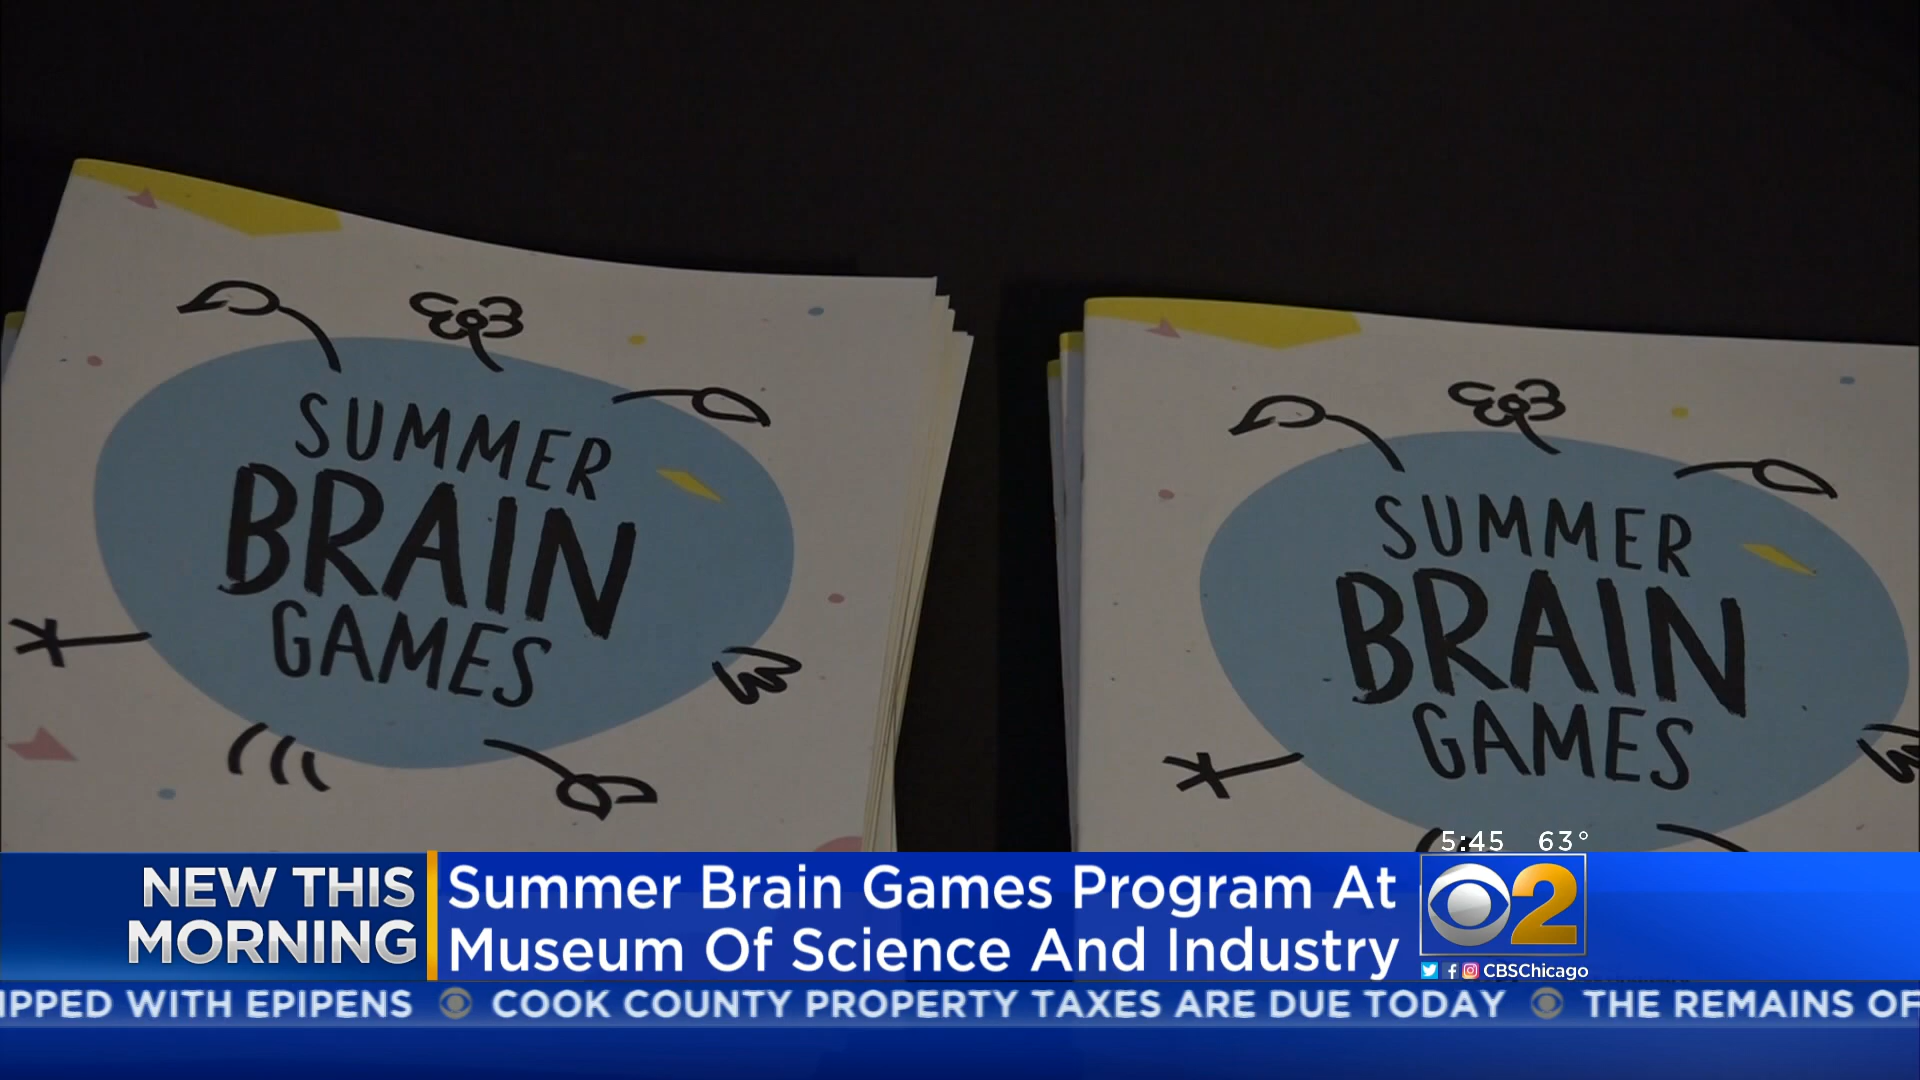 SUMMER
BRAIN
GAMES
SUMMER
BRAIN
GAMES
5:45 63°
NEW THIS
MORNING
Summer Brain Games Program At
Museum Of Science And Industry
2
CBSChicago
IPPED WITH EPIPENS COOK COUNTY PROPERTY TAXES ARE DUE TODAY THE REMAINS OF